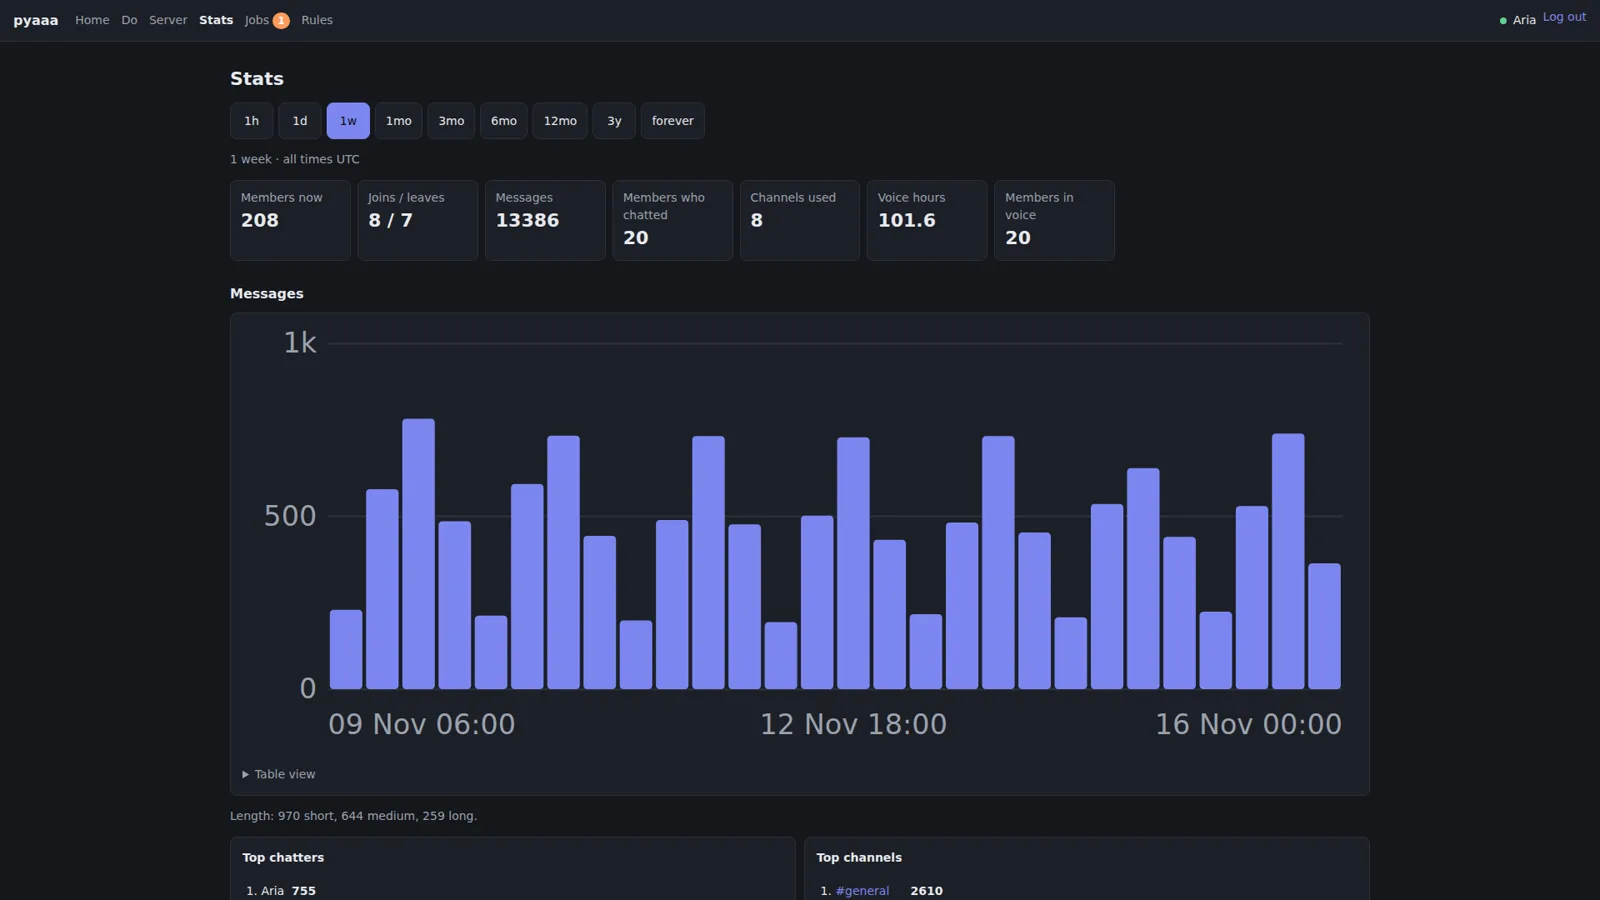 pyaaa Home Do Server Stats Jobs 1 Rules Aria Log out
Stats
1h 1d 1w 1mo 3mo 6mo 12mo 3y forever
1 week · all times UTC
Members now
208
Joins / leaves
8 / 7
Messages
13386
Members who
chatted
20
Channels used
8
Voice hours
101.6
Members in
voice
20
Messages
1k
500
0
09 Nov 06:00 12 Nov 18:00 16 Nov 00:00
Table view
Length: 970 short, 644 medium, 259 long.
Top chatters
1. Aria 755
Top channels
1. #general 2610